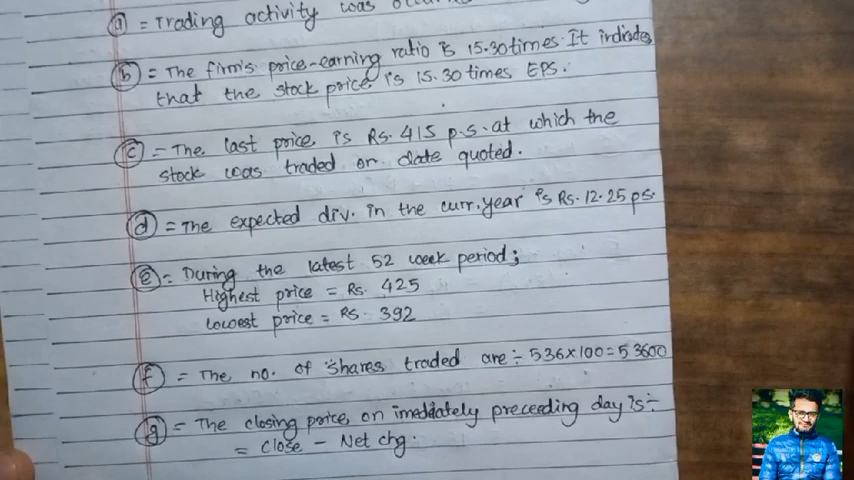 (a) = Trading activity was
(b) = The firm's price-earning ratio is 15.30 times. It indicates
that the stock price is 15.30 times EPS.
(c) = The last price is Rs. 415 p.s. at which the
stock was traded on date quoted.
(d) = The expected div. in the curr. year is Rs. 12.25 ps.
(e) = During the latest 52 week period;
Highest price = Rs. 425
Lowest price = Rs. 392
(f) = The no. of shares traded are ÷ 536 x 100 = 53600
(g) = The closing price on imediately preceeding day is ÷
= Close - Net chg.